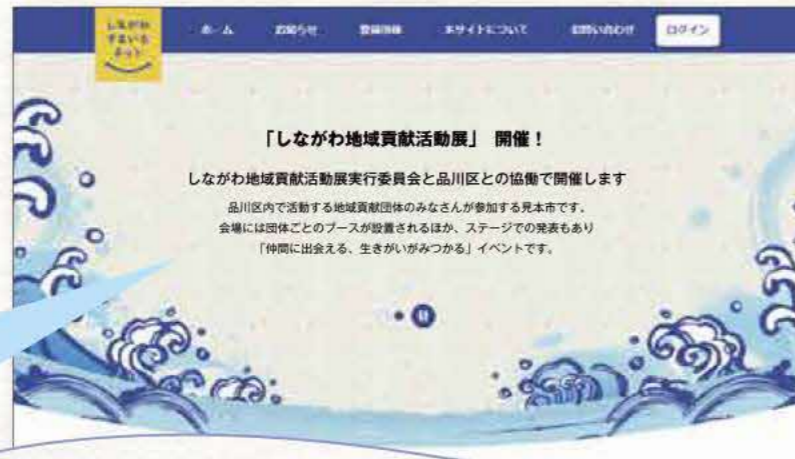 しながわ
すまいる
ネット
ホーム お知らせ 登録団体 本サイトについて お問い合わせ ログイン
「しながわ地域貢献活動展」 開催！
しながわ地域貢献活動展実行委員会と品川区との協働で開催します
品川区内で活動する地域貢献団体のみなさんが参加する見本市です。
会場には団体ごとのブースが設置されるほか、ステージでの発表もあり
「仲間に出会える、生きがいがみつかる」イベントです。